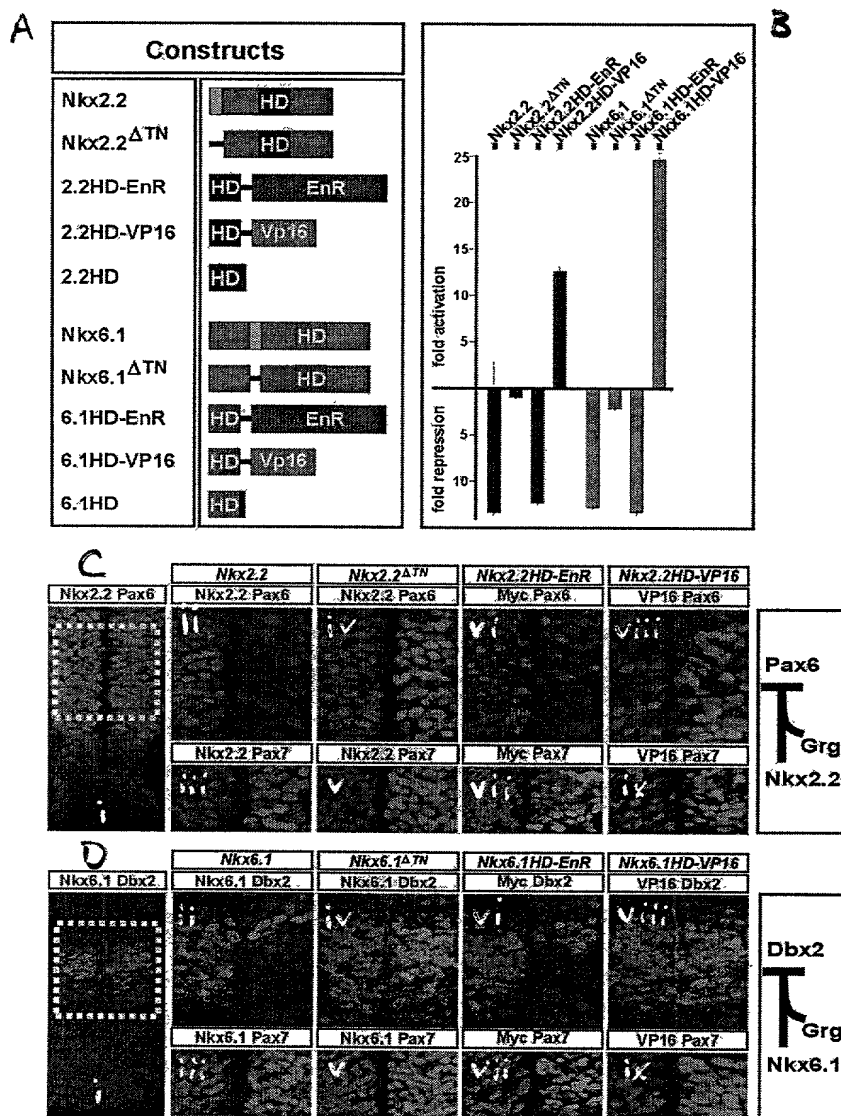 A
B
Constructs
Nkx2.2
HD
Nkx2.2ΔTN
HD
2.2HD-EnR
HD
EnR
2.2HD-VP16
HD
Vp16
2.2HD
HD
Nkx6.1
HD
Nkx6.1ΔTN
HD
6.1HD-EnR
HD
EnR
6.1HD-VP16
HD
Vp16
6.1HD
HD
Nkx2.2
Nkx2.2ΔTN
Nkx2.2HD-EnR
Nkx2.2HD-VP16
Nkx6.1
Nkx6.1ΔTN
Nkx6.1HD-EnR
Nkx6.1HD-VP16
25
20
15
10
5
5
10
fold activation
fold repression
C
Nkx2.2 Pax6
i
Nkx2.2
Nkx2.2ΔTN
Nkx2.2HD-EnR
Nkx2.2HD-VP16
Nkx2.2 Pax6
Nkx2.2 Pax6
Myc Pax6
VP16 Pax6
ii
iv
vi
viii
Nkx2.2 Pax7
Nkx2.2 Pax7
Myc Pax7
VP16 Pax7
iii
v
vii
ix
Pax6
Grg
Nkx2.2
D
Nkx6.1 Dbx2
i
Nkx6.1
Nkx6.1ΔTN
Nkx6.1HD-EnR
Nkx6.1HD-VP16
Nkx6.1 Dbx2
Nkx6.1 Dbx2
Myc Dbx2
VP16 Dbx2
ii
iv
vi
viii
Nkx6.1 Pax7
Nkx6.1 Pax7
Myc Pax7
VP16 Pax7
iii
v
vii
ix
Dbx2
Grg
Nkx6.1